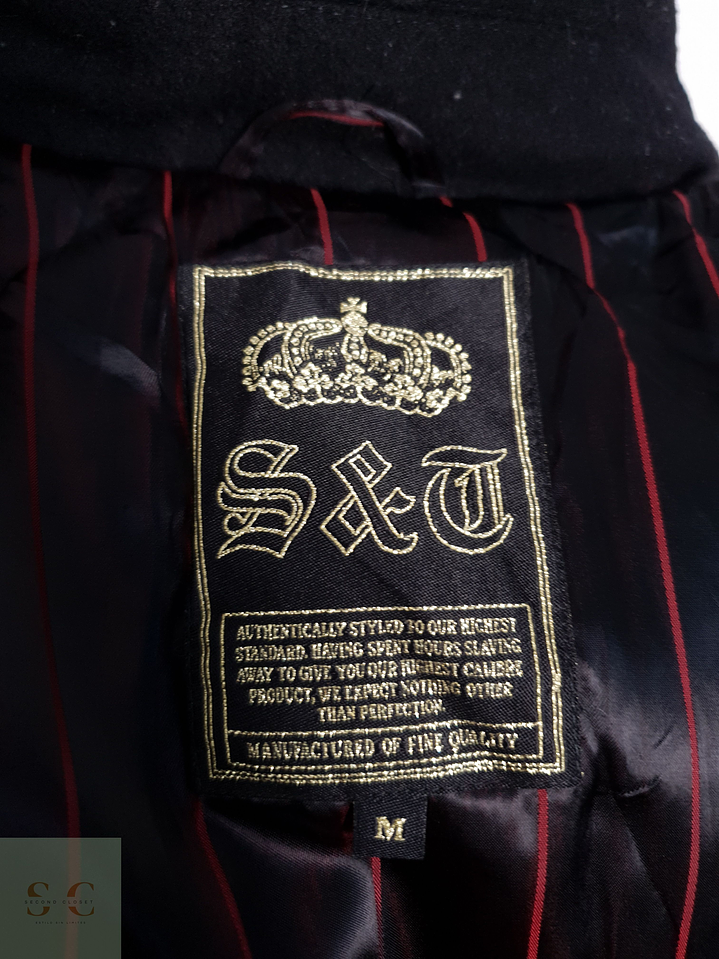 S&T
AUTHENTICALLY STYLED TO OUR HIGHEST
STANDARD. HAVING SPENT HOURS SLAVING
AWAY TO GIVE YOU OUR HIGHEST CALIBRE
PRODUCT, WE EXPECT NOTHING OTHER
THAN PERFECTION.
MANUFACTURED OF FINE QUALITY
M
S C
SECOND CLOSET